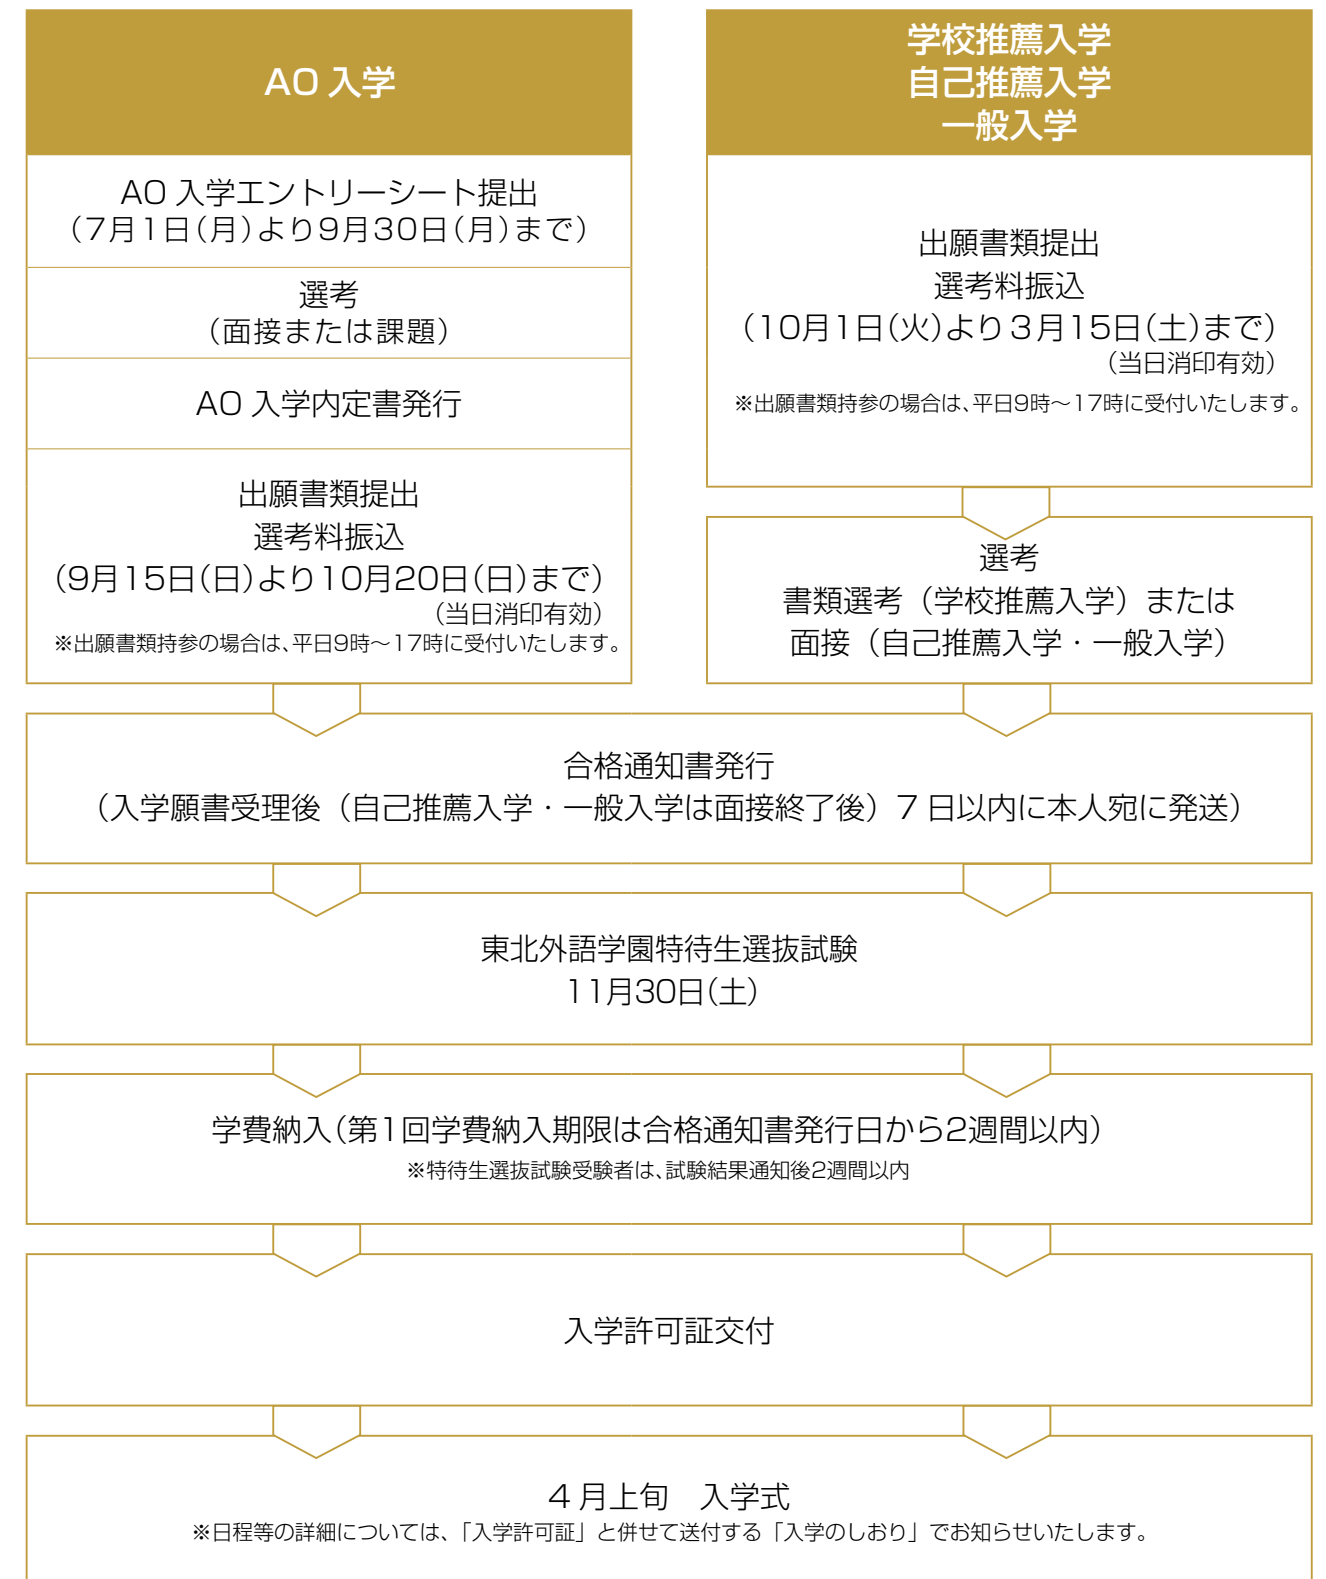 AO 入学
AO 入学エントリーシート提出
（7月1日（月）より9月30日（月）まで）
選考
（面接または課題）
AO 入学内定書発行
出願書類提出
選考料振込
（9月15日（日）より10月20日（日）まで）
（当日消印有効）
※出願書類持参の場合は、平日9時～17時に受付いたします。
学校推薦入学
自己推薦入学
一般入学
出願書類提出
選考料振込
（10月1日（火）より3月15日（土）まで）
（当日消印有効）
※出願書類持参の場合は、平日9時～17時に受付いたします。
選考
書類選考（学校推薦入学）または
面接（自己推薦入学・一般入学）
合格通知書発行
（入学願書受理後（自己推薦入学・一般入学は面接終了後）7 日以内に本人宛に発送）
東北外語学園特待生選抜試験
11月30日（土）
学費納入（第1回学費納入期限は合格通知書発行日から2週間以内）
※特待生選抜試験受験者は、試験結果通知後2週間以内
入学許可証交付
4 月上旬　入学式
※日程等の詳細については、「入学許可証」と併せて送付する「入学のしおり」でお知らせいたします。